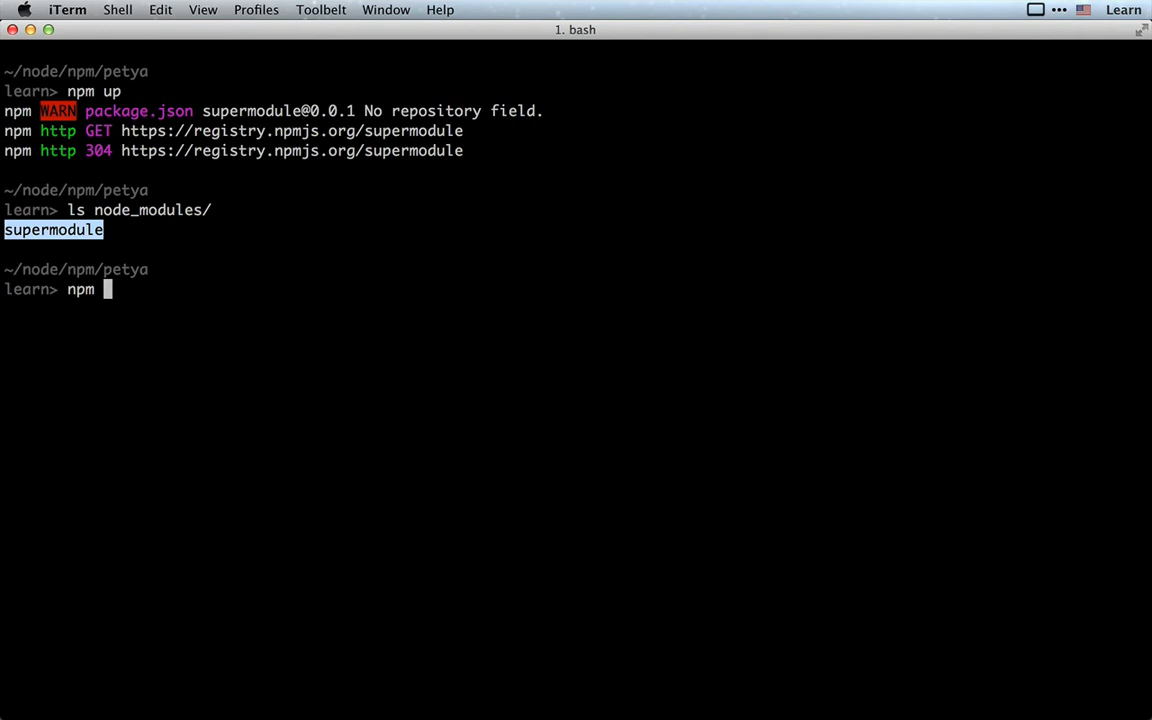 iTerm Shell Edit View Profiles Toolbelt Window Help Learn
1. bash
~/node/npm/petya
learn> npm up
npm WARN package.json supermodule@0.0.1 No repository field.
npm http GET https://registry.npmjs.org/supermodule
npm http 304 https://registry.npmjs.org/supermodule
~/node/npm/petya
learn> ls node_modules/
supermodule
~/node/npm/petya
learn> npm